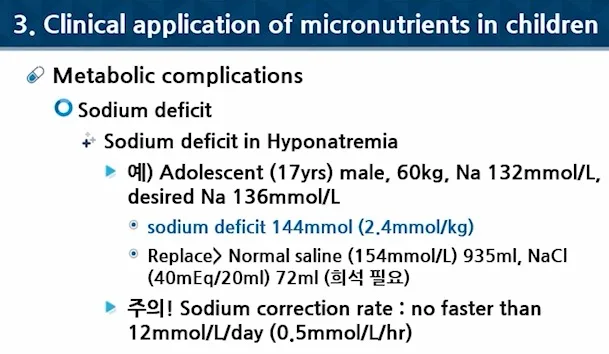 3. Clinical application of micronutrients in children
Metabolic complications
Sodium deficit
Sodium deficit in Hyponatremia
예) Adolescent (17yrs) male, 60kg, Na 132mmol/L,
desired Na 136mmol/L
sodium deficit 144mmol (2.4mmol/kg)
Replace> Normal saline (154mmol/L) 935ml, NaCl
(40mEq/20ml) 72ml (희석 필요)
주의! Sodium correction rate : no faster than
12mmol/L/day (0.5mmol/L/hr)